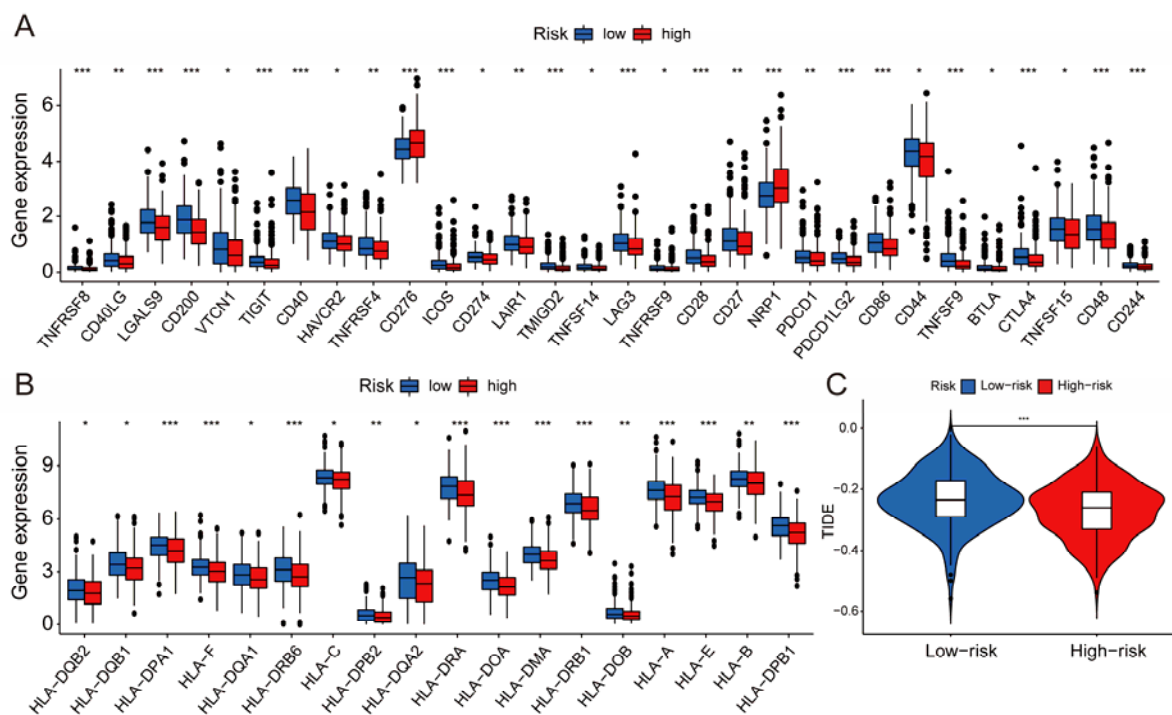 A
Risk low high
*** ** *** *** * *** *** * ** *** *** * ** *** * *** * *** ** *** ** *** *** * *** * *** * *** ***
Gene expression
6
4
2
0
TNFRSF8 CD40LG LGALS9 CD200 VTCN1 TIGIT CD40 HAVCR2 TNFRSF4 CD276 ICOS CD274 LAIR1 TMIGD2 TNFSF14 LAG3 TNFRSF9 CD28 CD27 NRP1 PDCD1 PDCD1LG2 CD86 CD44 TNFSF9 BTLA CTLA4 TNFSF15 CD48 CD244
B
Risk low high
* * *** *** * *** * ** * *** *** *** *** ** *** *** ** ***
Gene expression
9
6
3
0
HLA−DQB2 HLA−DQB1 HLA−DPA1 HLA−F HLA−DQA1 HLA−DRB6 HLA−C HLA−DPB2 HLA−DQA2 HLA−DRA HLA−DOA HLA−DMA HLA−DRB1 HLA−DOB HLA−A HLA−E HLA−B HLA−DPB1
C
Risk Low−risk High−risk
***
TIDE
0.0
−0.2
−0.4
−0.6
Low−risk High−risk